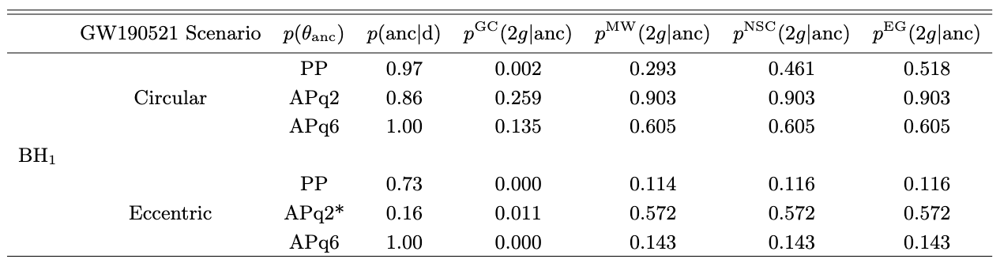 GW190521 Scenario p(θanc) p(anc|d) p^GC(2g|anc) p^MW(2g|anc) p^NSC(2g|anc) p^EG(2g|anc)
PP 0.97 0.002 0.293 0.461 0.518
Circular APq2 0.86 0.259 0.903 0.903 0.903
APq6 1.00 0.135 0.605 0.605 0.605
BH₁
PP 0.73 0.000 0.114 0.116 0.116
Eccentric APq2* 0.16 0.011 0.572 0.572 0.572
APq6 1.00 0.000 0.143 0.143 0.143